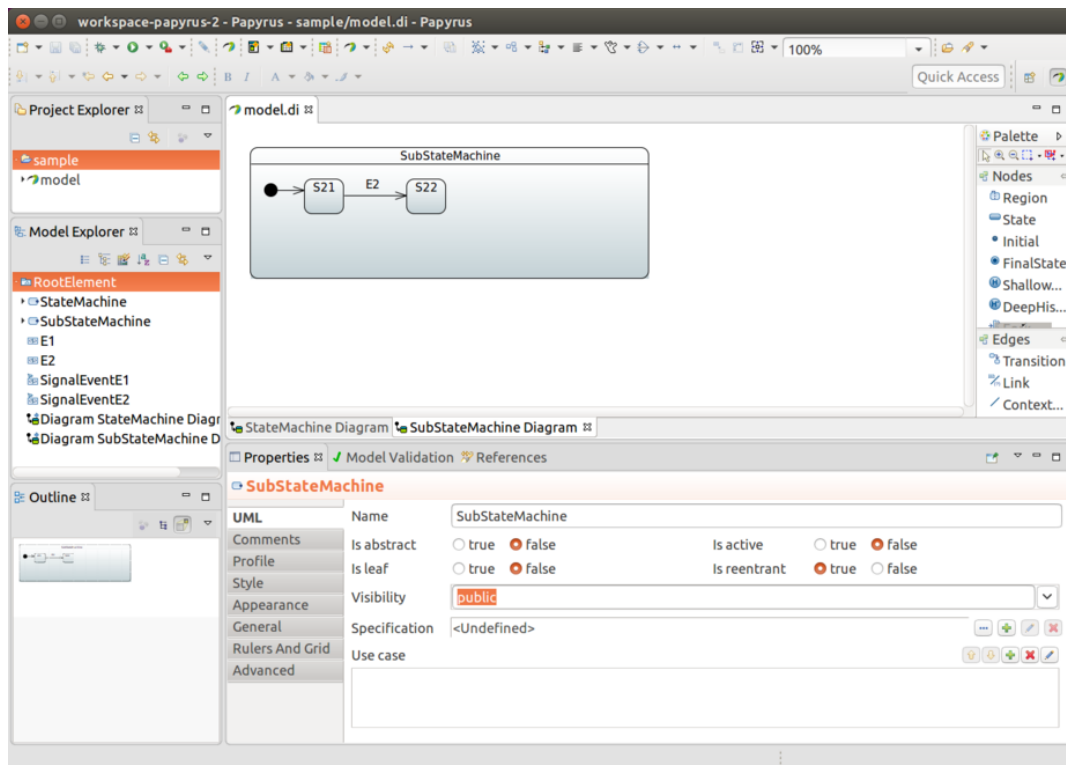 workspace-papyrus-2 - Papyrus - sample/model.di - Papyrus
100%
B I A
Quick Access
Project Explorer
sample
model
Model Explorer
RootElement
StateMachine
SubStateMachine
E1
E2
SignalEventE1
SignalEventE2
Diagram StateMachine Diagr
Diagram SubStateMachine D
Outline
model.di
SubStateMachine
S21
E2
S22
Palette
Nodes
Region
State
Initial
FinalState
Shallow...
DeepHis...
Edges
Transition
Link
Context...
StateMachine Diagram
SubStateMachine Diagram
Properties
Model Validation
References
SubStateMachine
UML
Comments
Profile
Style
Appearance
General
Rulers And Grid
Advanced
Name SubStateMachine
Is abstract true false Is active true false
Is leaf true false Is reentrant true false
Visibility public
Specification <Undefined>
Use case